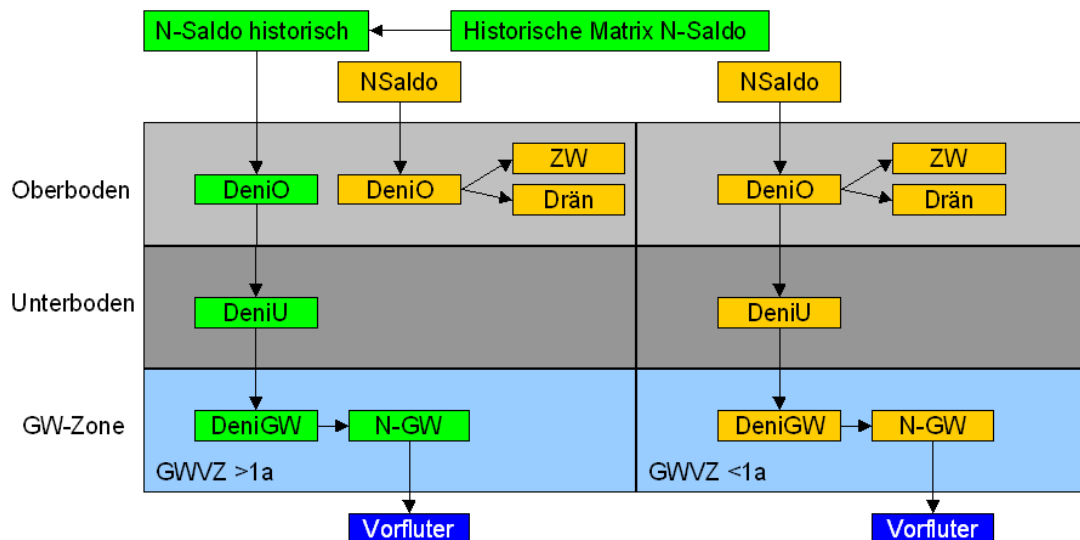 N-Saldo historisch
Historische Matrix N-Saldo
NSaldo
NSaldo
Oberboden
DeniO
DeniO
ZW
Drän
DeniO
ZW
Drän
Unterboden
DeniU
DeniU
GW-Zone
DeniGW
N-GW
DeniGW
N-GW
GWVZ >1a
GWVZ <1a
Vorfluter
Vorfluter